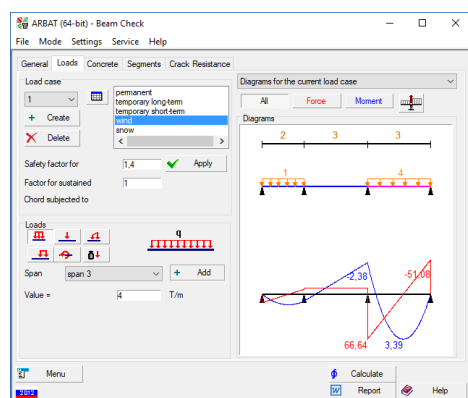 ARBAT (64-bit) - Beam Check
File Mode Settings Service Help
General Loads Concrete Segments Crack Resistance
Load case
1
+ Create
Delete
permanent
temporary long-term
temporary short-term
wind
snow
Safety factor for 1,4 Apply
Factor for sustained 1
Chord subjected to
Loads
q
Span span 3 + Add
Value = 4 T/m
Diagrams for the current load case
All Force Moment
Diagrams
2 3 3
1 4
-2,38 -51,08
66,64 3,39
Menu Calculate
2012 Report Help